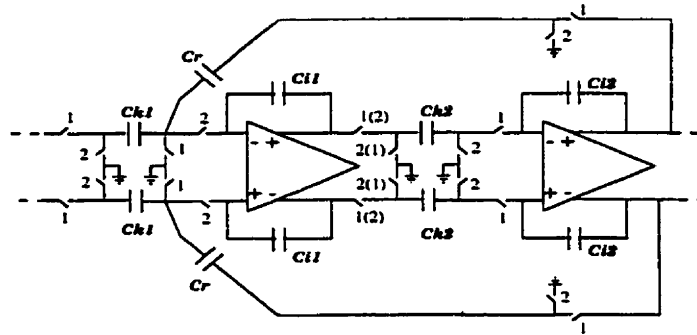 1
2
Cr
Ck1
Ci1
Ck2
Ci2
1 2 1(2) 1
2 1 2(1) 2
- + - +
2 1 2(1) 2
+ - + -
1 2 1(2) 1
Ck1
Ci1
Ck2
Ci2
Cr
2
1